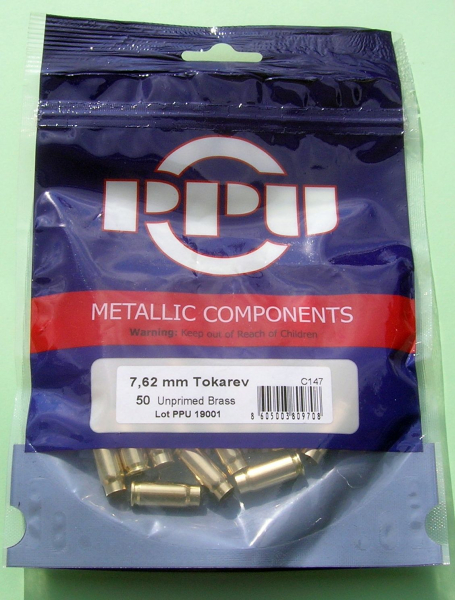 PPU
METALLIC COMPONENTS
Warning: Keep out of Reach or Children
7,62 mm Tokarev
C147
50 Unprimed Brass
Lot PPU 19001
8 605003 809708